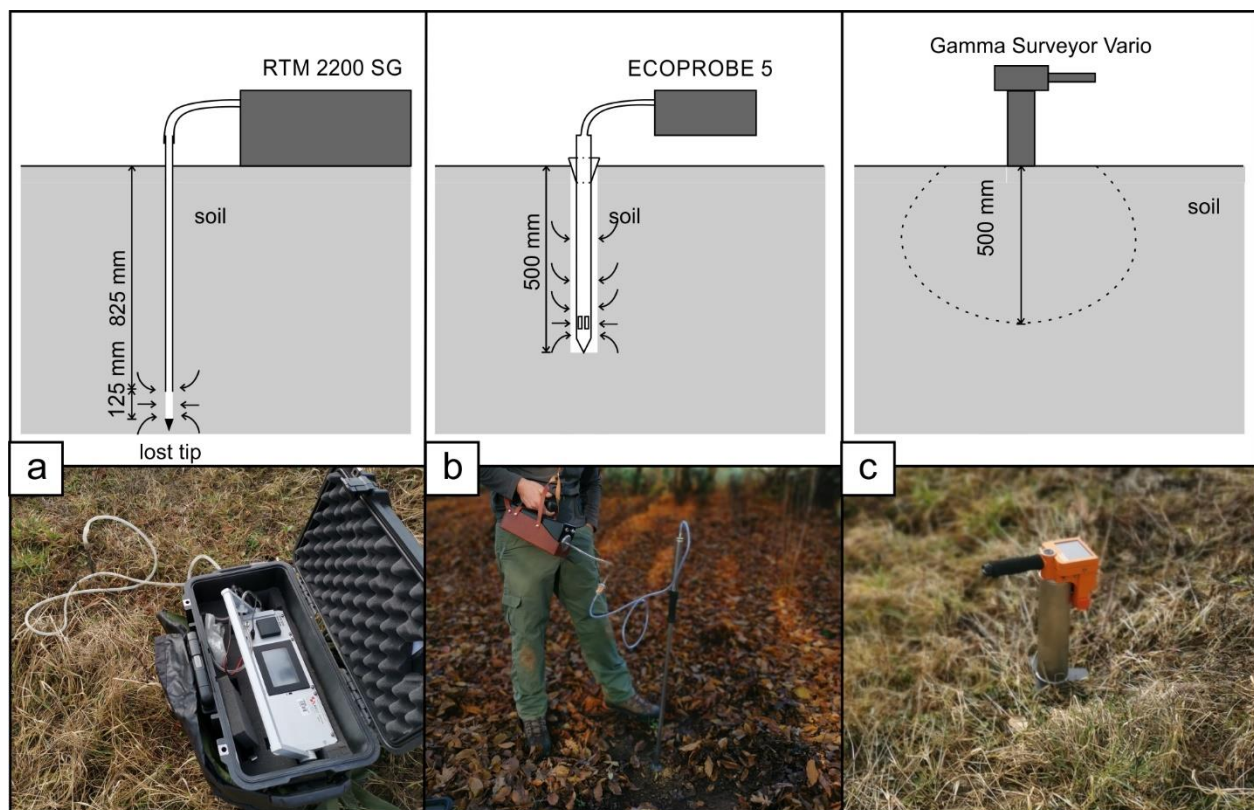 RTM 2200 SG
soil
825 mm
125 mm
lost tip
a
ECOPROBE 5
soil
500 mm
b
Gamma Surveyor Vario
soil
500 mm
c